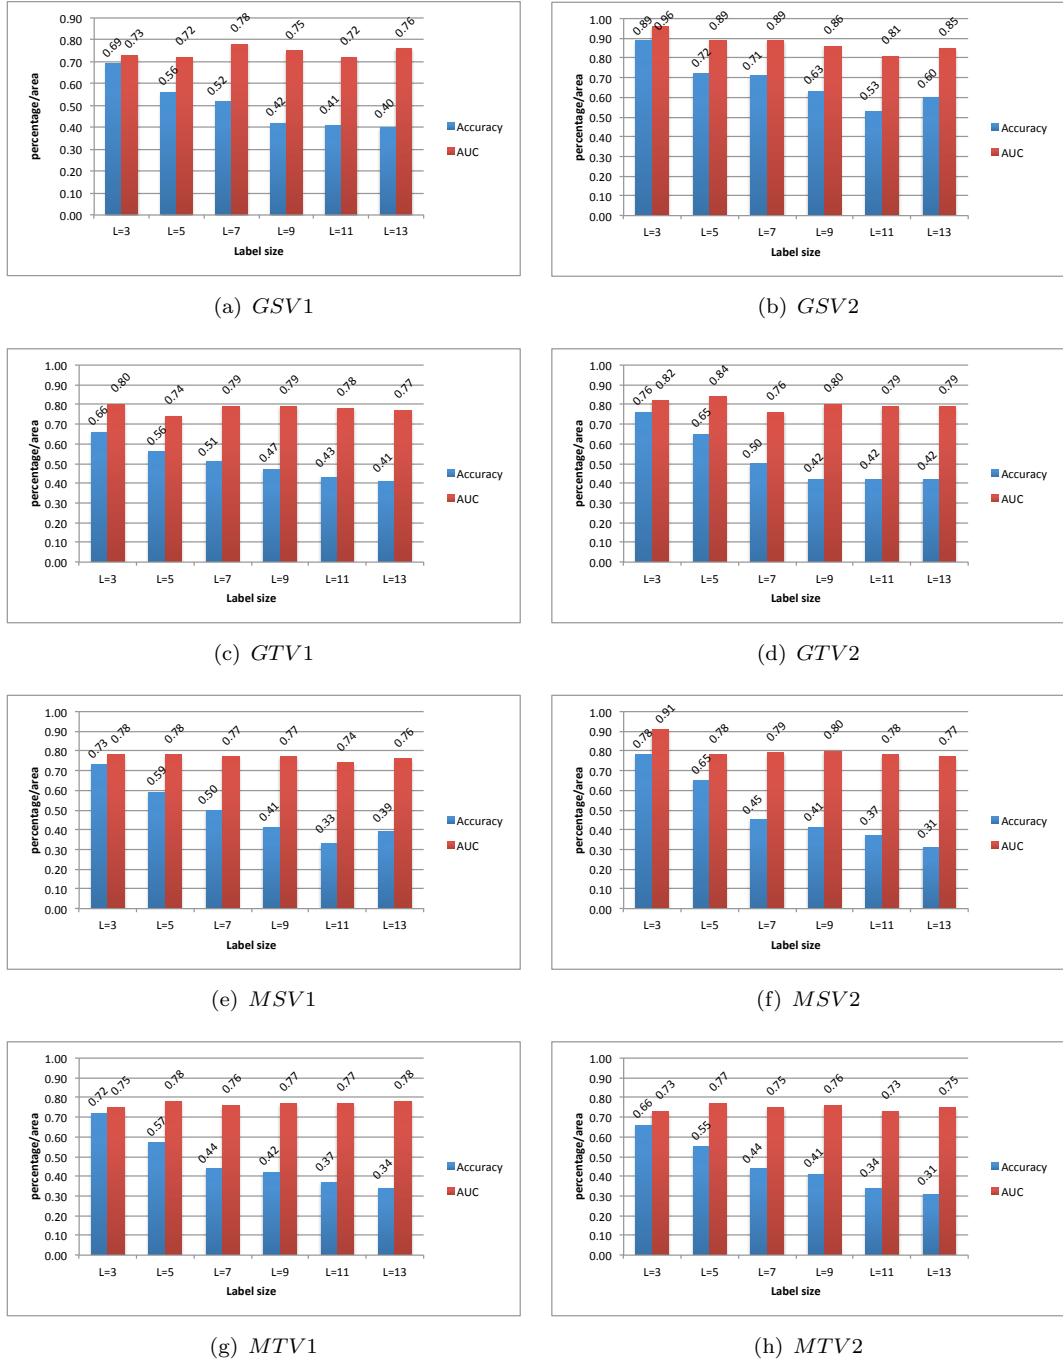 0.90
0.80
0.70
0.60
0.50
0.40
0.30
0.20
0.10
0.00
percentage/area
0.69 0.73 0.56 0.72 0.52 0.78 0.42 0.75 0.41 0.72 0.40 0.76
L=3 L=5 L=7 L=9 L=11 L=13
Label size
Accuracy
AUC
(a) GSV1
1.00
0.90
0.80
0.70
0.60
0.50
0.40
0.30
0.20
0.10
0.00
percentage/area
0.89 0.96 0.72 0.89 0.71 0.89 0.63 0.86 0.53 0.81 0.60 0.85
L=3 L=5 L=7 L=9 L=11 L=13
Label size
Accuracy
AUC
(b) GSV2
1.00
0.90
0.80
0.70
0.60
0.50
0.40
0.30
0.20
0.10
0.00
percentage/area
0.66 0.80 0.56 0.74 0.51 0.79 0.47 0.79 0.43 0.78 0.41 0.77
L=3 L=5 L=7 L=9 L=11 L=13
Label size
Accuracy
AUC
(c) GTV1
1.00
0.90
0.80
0.70
0.60
0.50
0.40
0.30
0.20
0.10
0.00
percentage/area
0.76 0.82 0.65 0.84 0.50 0.76 0.42 0.80 0.42 0.79 0.42 0.79
L=3 L=5 L=7 L=9 L=11 L=13
Label size
Accuracy
AUC
(d) GTV2
1.00
0.90
0.80
0.70
0.60
0.50
0.40
0.30
0.20
0.10
0.00
percentage/area
0.73 0.78 0.59 0.78 0.50 0.77 0.41 0.77 0.33 0.74 0.39 0.76
L=3 L=5 L=7 L=9 L=11 L=13
Label size
Accuracy
AUC
(e) MSV1
1.00
0.90
0.80
0.70
0.60
0.50
0.40
0.30
0.20
0.10
0.00
percentage/area
0.78 0.91 0.65 0.78 0.45 0.79 0.41 0.80 0.37 0.78 0.31 0.77
L=3 L=5 L=7 L=9 L=11 L=13
Label size
Accuracy
AUC
(f) MSV2
1.00
0.90
0.80
0.70
0.60
0.50
0.40
0.30
0.20
0.10
0.00
percentage/area
0.72 0.75 0.57 0.78 0.44 0.76 0.42 0.77 0.37 0.77 0.34 0.78
L=3 L=5 L=7 L=9 L=11 L=13
Label size
Accuracy
AUC
(g) MTV1
1.00
0.90
0.80
0.70
0.60
0.50
0.40
0.30
0.20
0.10
0.00
percentage/area
0.66 0.73 0.55 0.77 0.44 0.75 0.41 0.76 0.34 0.73 0.31 0.75
L=3 L=5 L=7 L=9 L=11 L=13
Label size
Accuracy
AUC
(h) MTV2